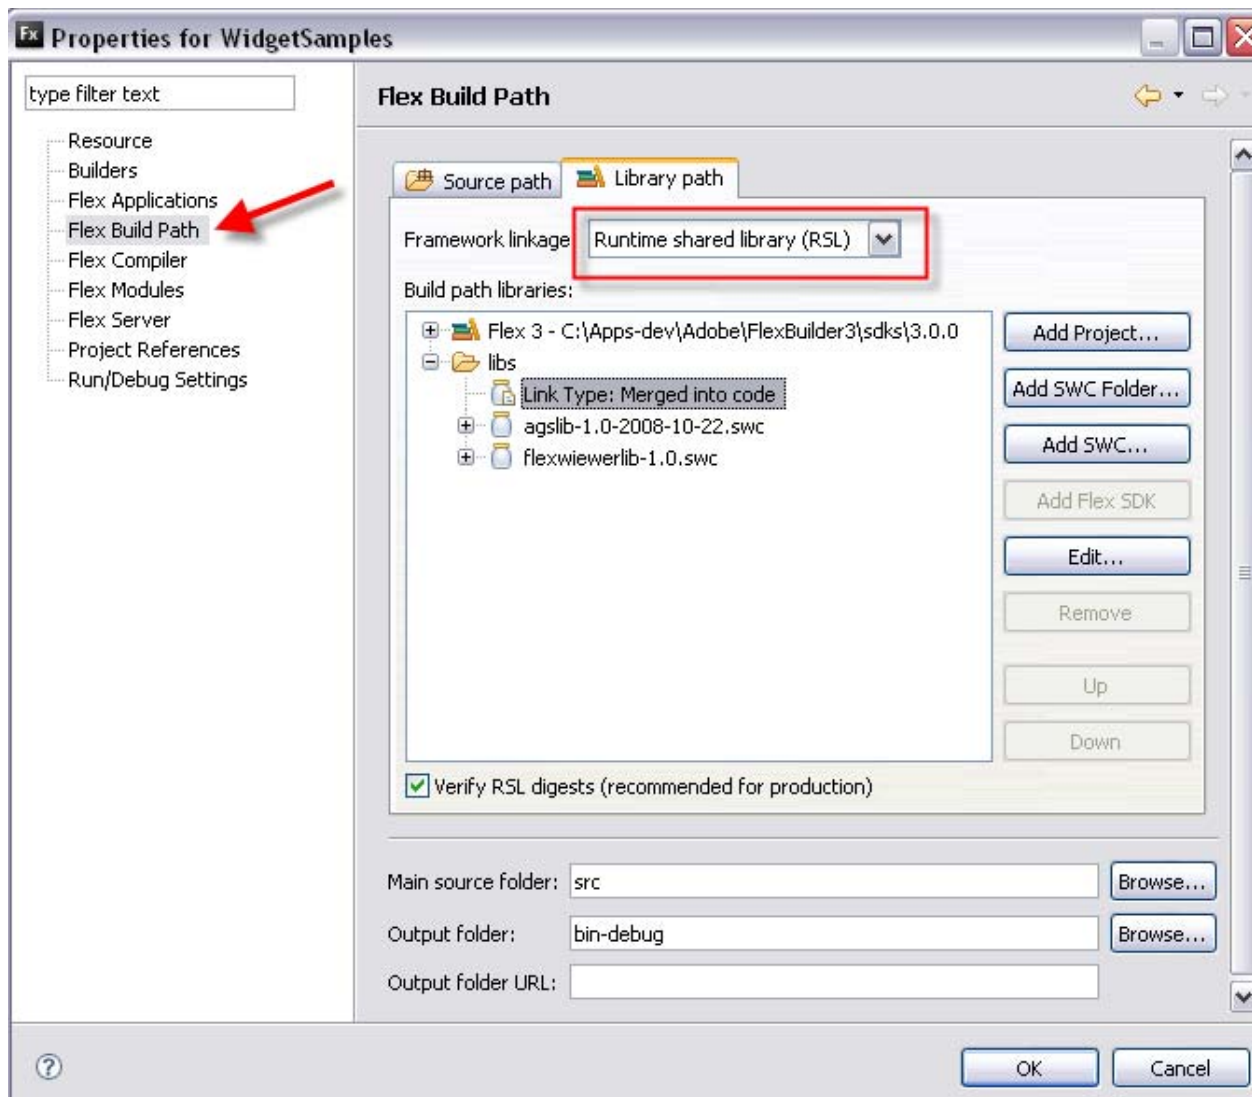 Fx Properties for WidgetSamples
type filter text
Resource
Builders
Flex Applications
Flex Build Path
Flex Compiler
Flex Modules
Flex Server
Project References
Run/Debug Settings
Flex Build Path
Source path
Library path
Framework linkage
Runtime shared library (RSL)
Build path libraries:
Flex 3 - C:\Apps-dev\Adobe\FlexBuilder3\sdks\3.0.0
libs
Link Type: Merged into code
agslib-1.0-2008-10-22.swc
flexwiewerlib-1.0.swc
Add Project...
Add SWC Folder...
Add SWC...
Add Flex SDK
Edit...
Remove
Up
Down
Verify RSL digests (recommended for production)
Main source folder: src Browse...
Output folder: bin-debug Browse...
Output folder URL:
? OK Cancel